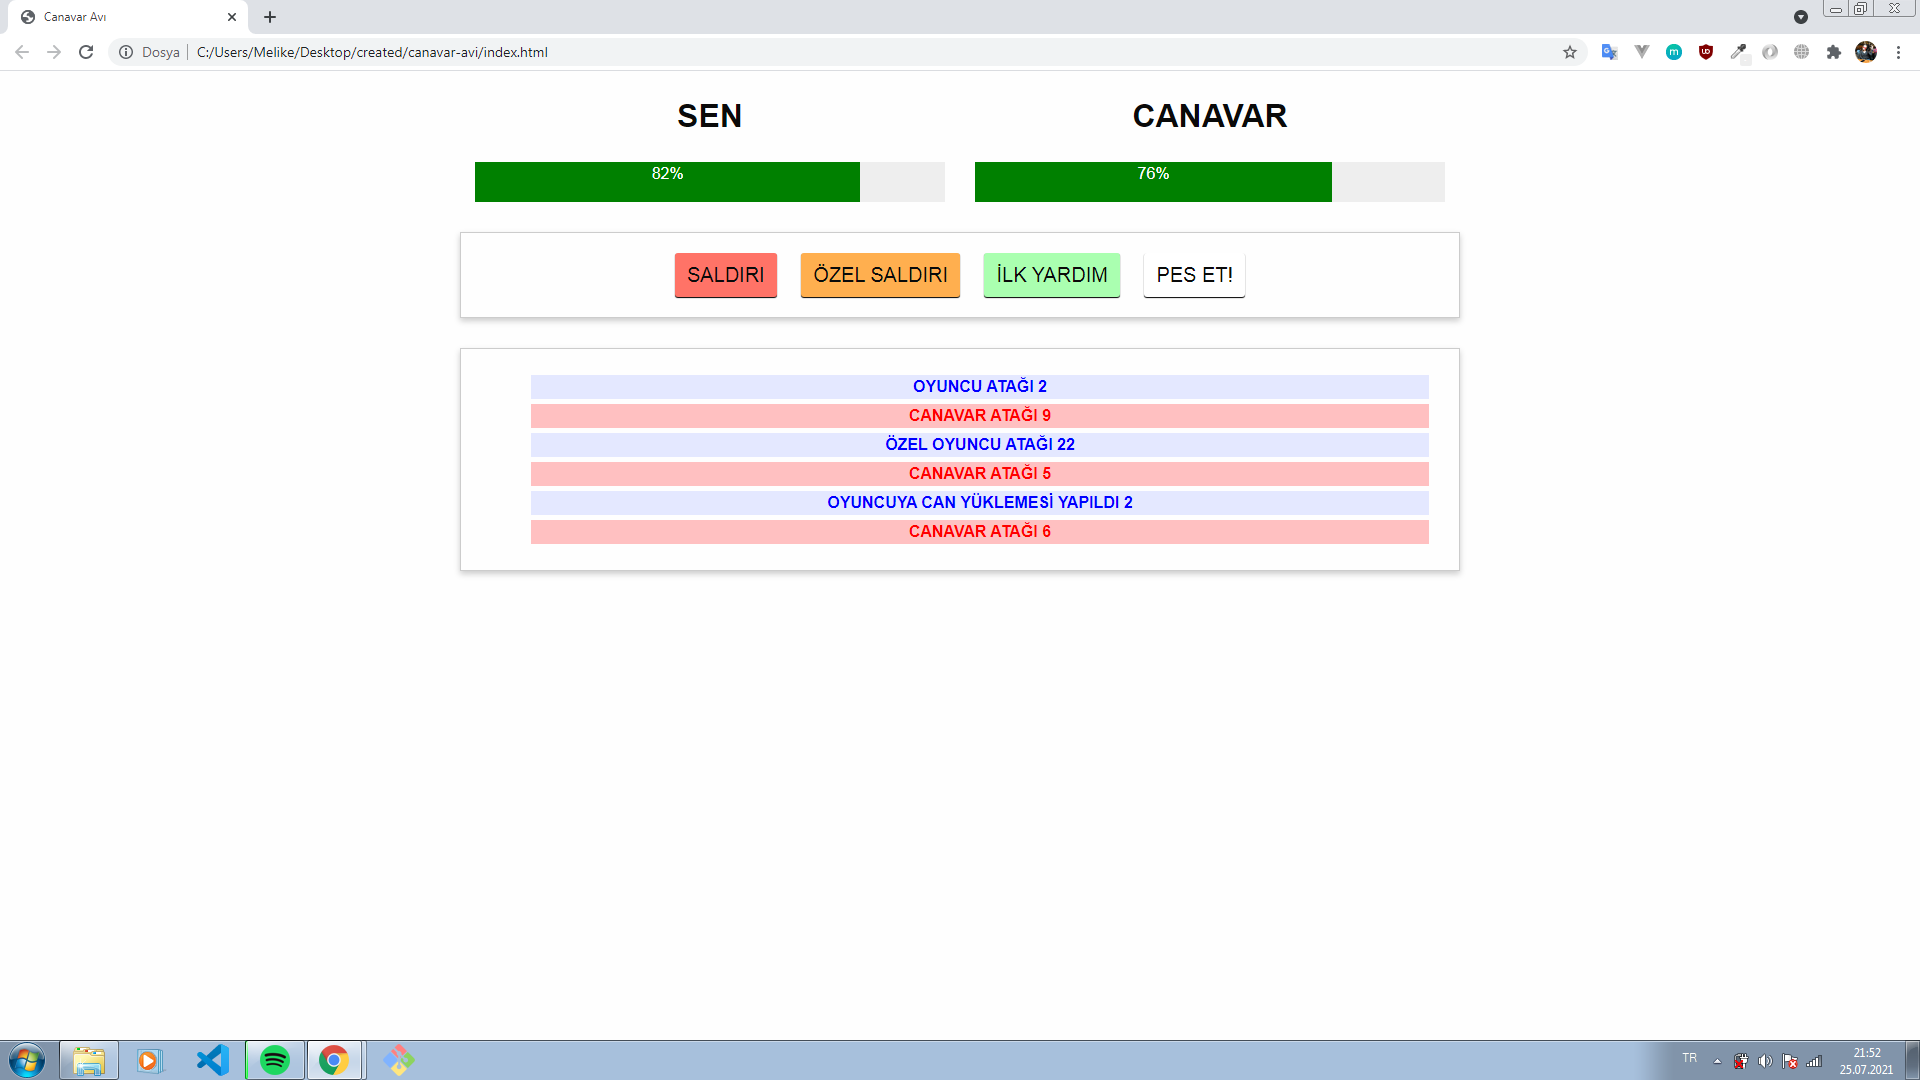 Canavar Avı
Dosya
C:/Users/Melike/Desktop/created/canavar-avi/index.html
SEN
CANAVAR
82%
76%
SALDIRI
ÖZEL SALDIRI
İLK YARDIM
PES ET!
OYUNCU ATAĞI 2
CANAVAR ATAĞI 9
ÖZEL OYUNCU ATAĞI 22
CANAVAR ATAĞI 5
OYUNCUYA CAN YÜKLEMESİ YAPILDI 2
CANAVAR ATAĞI 6
TR
21:52
25.07.2021